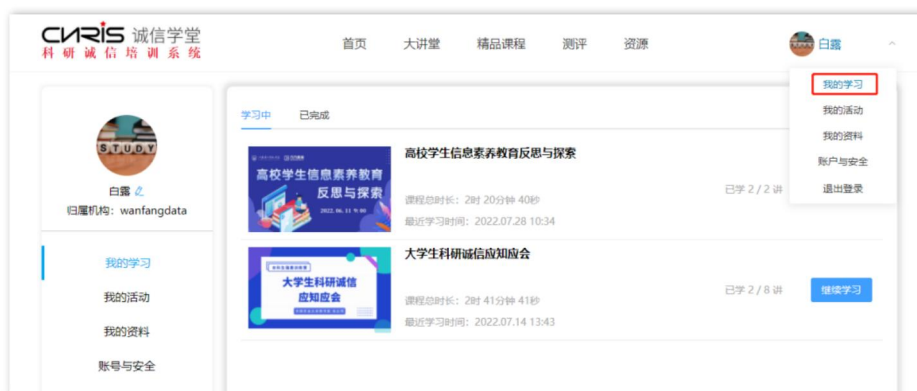 CNRIS 诚信学堂
科研诚信培训系统
首页 大讲堂 精品课程 测评 资源
白露
我的学习
我的活动
我的资料
账户与安全
退出登录
STUDY
白露
归属机构：wanfangdata
我的学习
我的活动
我的资料
账号与安全
学习中 已完成
高校学生信息素养教育
反思与探索
2022.06.11
高校学生信息素养教育反思与探索
课程总时长：2时 20分钟 40秒
最近学习时间：2022.07.28 10:34
已学 2 / 2 讲
大学生科研诚信
应知应会
大学生科研诚信应知应会
课程总时长：2时 41分钟 41秒
最近学习时间：2022.07.14 13:43
已学 2 / 8 讲
继续学习